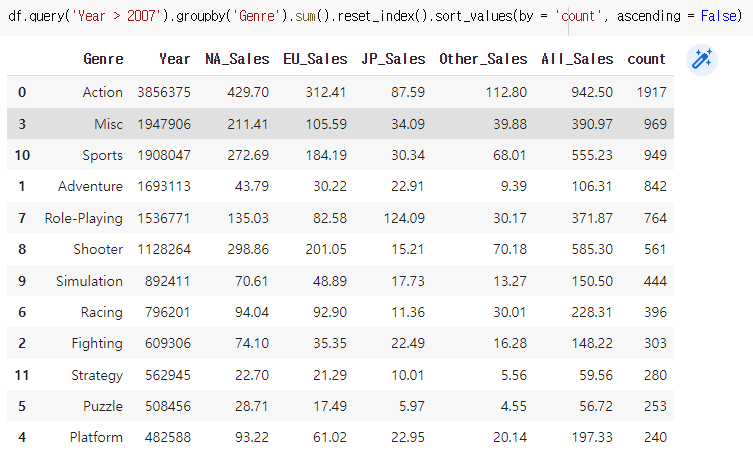 df.query('Year > 2007').groupby('Genre').sum().reset_index().sort_values(by = 'count', ascending = False)
Genre Year NA_Sales EU_Sales JP_Sales Other_Sales All_Sales count
0 Action 3856375 429.70 312.41 87.59 112.80 942.50 1917
3 Misc 1947906 211.41 105.59 34.09 39.88 390.97 969
10 Sports 1908047 272.69 184.19 30.34 68.01 555.23 949
1 Adventure 1693113 43.79 30.22 22.91 9.39 106.31 842
7 Role-Playing 1536771 135.03 82.58 124.09 30.17 371.87 764
8 Shooter 1128264 298.86 201.05 15.21 70.18 585.30 561
9 Simulation 892411 70.61 48.89 17.73 13.27 150.50 444
6 Racing 796201 94.04 92.90 11.36 30.01 228.31 396
2 Fighting 609306 74.10 35.35 22.49 16.28 148.22 303
11 Strategy 562945 22.70 21.29 10.01 5.56 59.56 280
5 Puzzle 508456 28.71 17.49 5.97 4.55 56.72 253
4 Platform 482588 93.22 61.02 22.95 20.14 197.33 240